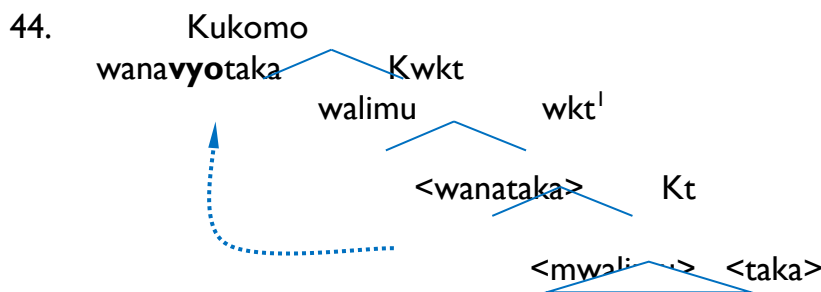 44. Kukomo
wanavyotaka Kwkt
walimu wkt¹
<wanataka> Kt
<mwalimu> <taka>